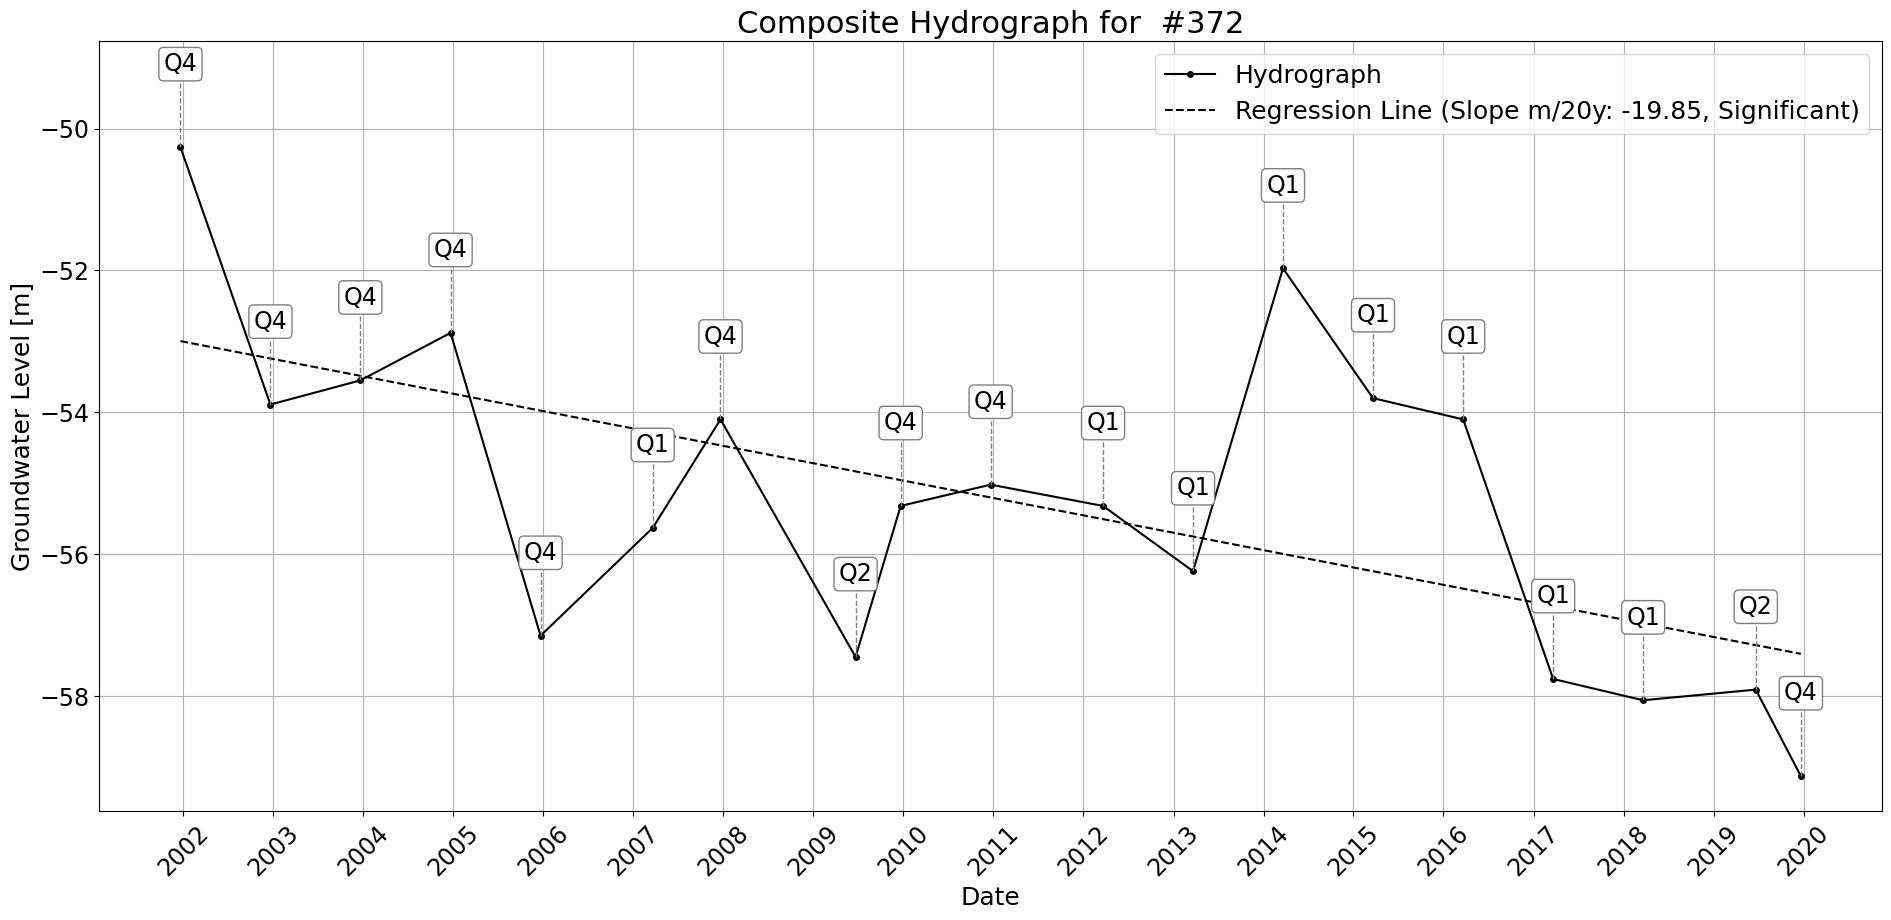 Composite Hydrograph for  #372
Hydrograph
Regression Line (Slope m/20y: -19.85, Significant)
Groundwater Level [m]
−50
−52
−54
−56
−58
Q4
Q4
Q4
Q4
Q4
Q1
Q4
Q2
Q4
Q4
Q1
Q1
Q1
Q1
Q1
Q1
Q1
Q2
Q4
2002
2003
2004
2005
2006
2007
2008
2009
2010
2011
2012
2013
2014
2015
2016
2017
2018
2019
2020
Date